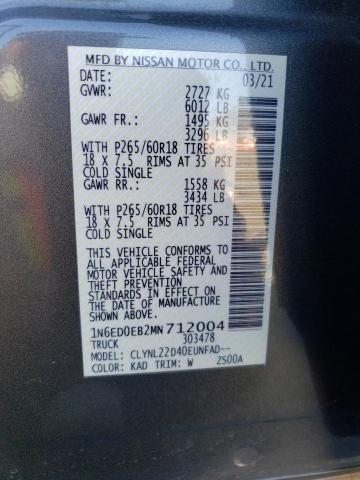 MFD BY NISSAN MOTOR CO., LTD.
DATE: 03/21
GVWR: 2727 KG
6012 LB
GAWR FR.: 1495 KG
3296 LB
WITH P265/60R18 TIRES
18 X 7.5 RIMS AT 35 PSI
COLD SINGLE
GAWR RR.: 1558 KG
3434 LB
WITH P265/60R18 TIRES
18 X 7.5 RIMS AT 35 PSI
COLD SINGLE
THIS VEHICLE CONFORMS TO
ALL APPLICABLE FEDERAL
MOTOR VEHICLE SAFETY
AND THEFT PREVENTION
STANDARDS IN EFFECT
ON THE DATE OF MANUFACTURE
SHOWN ABOVE.
1N6ED0EB2MN712004
TRUCK 303478
MODEL: CLYNL22D40EUNFAD--
COLOR: KAD TRIM: W ZS00A